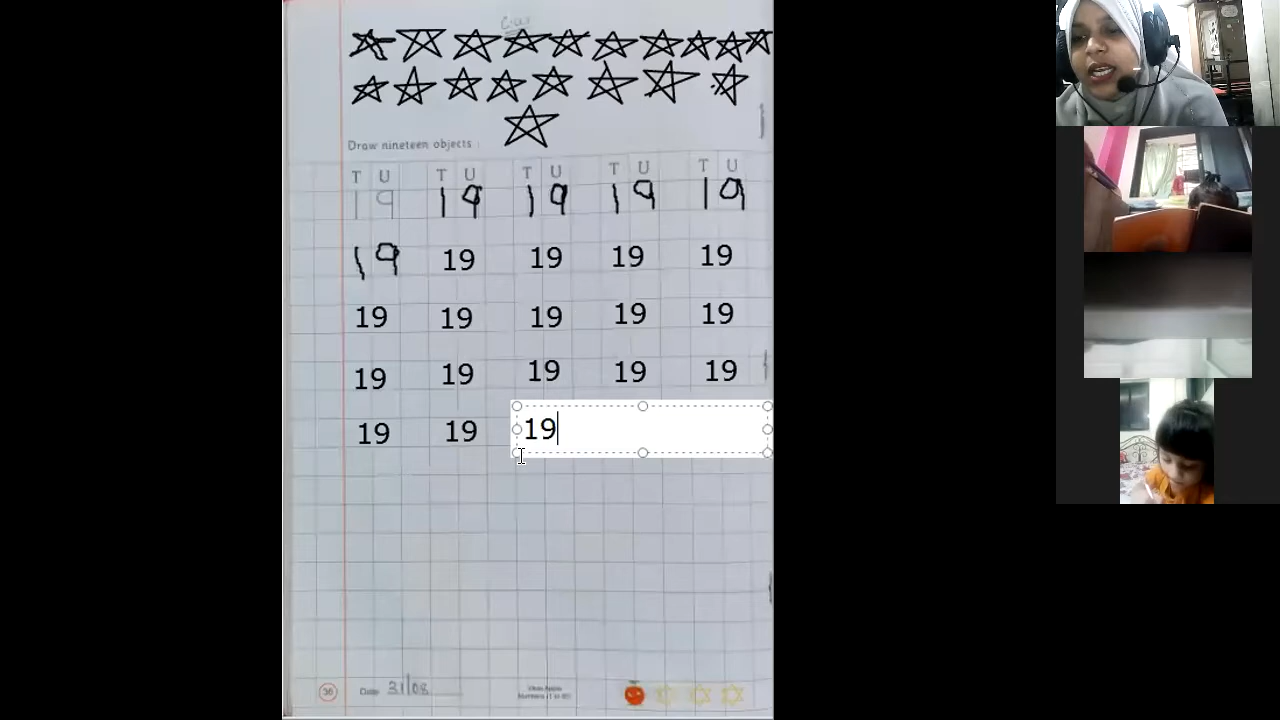 Draw nineteen objects
T U T U T U T U T U
19 19 19 19 19
19 19 19 19 19
19 19 19 19 19
19 19 19 19 19
19 19 19
36 Date 31/08